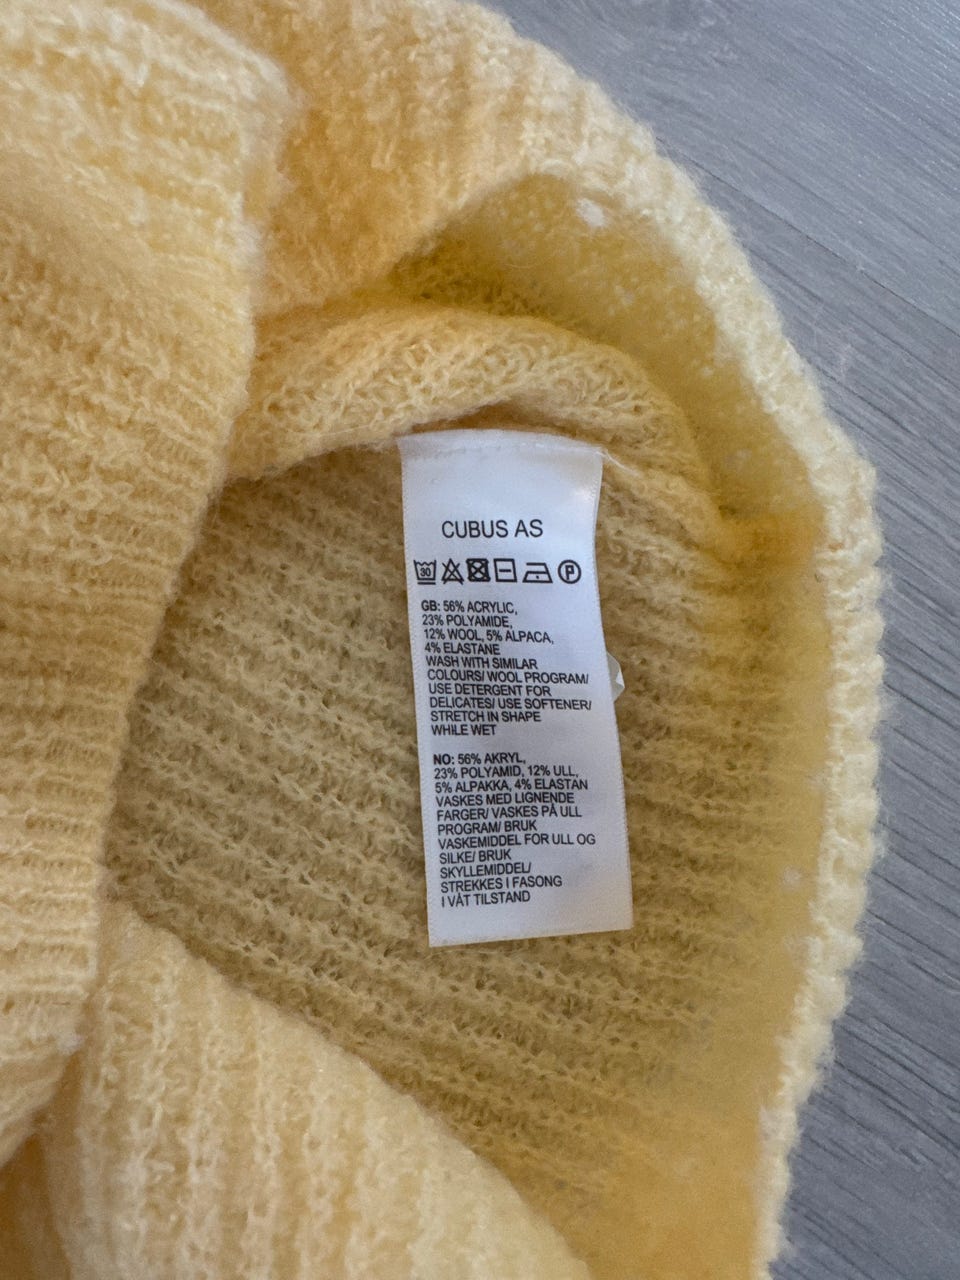 CUBUS AS
30 P
GB: 56% ACRYLIC,
23% POLYAMIDE,
12% WOOL, 5% ALPACA,
4% ELASTANE
WASH WITH SIMILAR
COLOURS/ WOOL PROGRAM/
USE DETERGENT FOR
DELICATES/ USE SOFTENER/
STRETCH IN SHAPE
WHILE WET
NO: 56% AKRYL,
23% POLYAMID, 12% ULL,
5% ALPAKKA, 4% ELASTAN
VASKES MED LIGNENDE
FARGER/ VASKES PÅ ULL
PROGRAM/ BRUK
VASKEMIDDEL FOR ULL OG
SILKE/ BRUK
SKYLLEMIDDEL/
STREKKES I FASONG
I VÅT TILSTAND